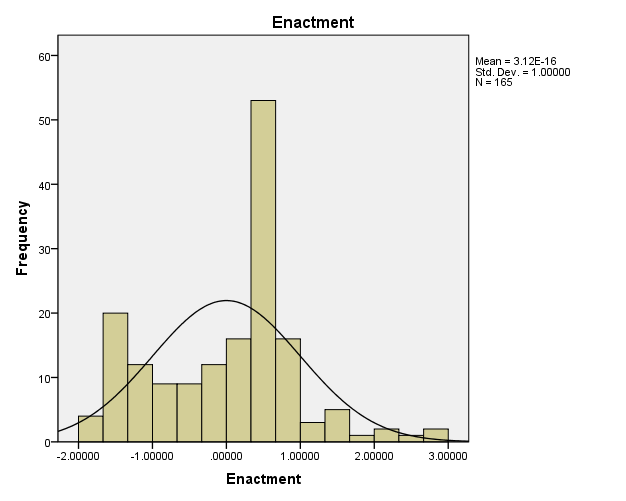 Enactment
Mean = 3.12E-16
Std. Dev. = 1.00000
N = 165
60
50
40
30
20
10
0
Frequency
-2.00000 -1.00000 .00000 1.00000 2.00000 3.00000
Enactment